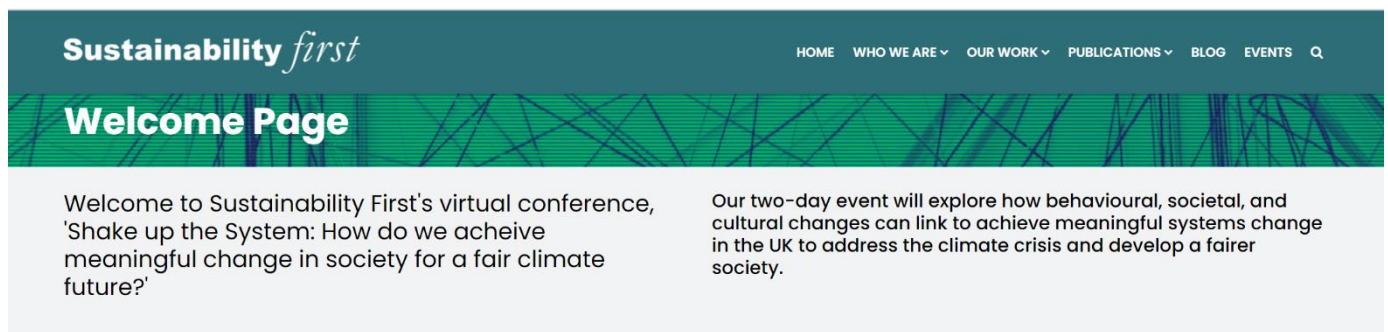 Sustainability first
HOME WHO WE ARE OUR WORK PUBLICATIONS BLOG EVENTS
Welcome Page
Welcome to Sustainability First's virtual conference,
'Shake up the System: How do we acheive
meaningful change in society for a fair climate
future?'
Our two-day event will explore how behavioural, societal, and
cultural changes can link to achieve meaningful systems change
in the UK to address the climate crisis and develop a fairer
society.